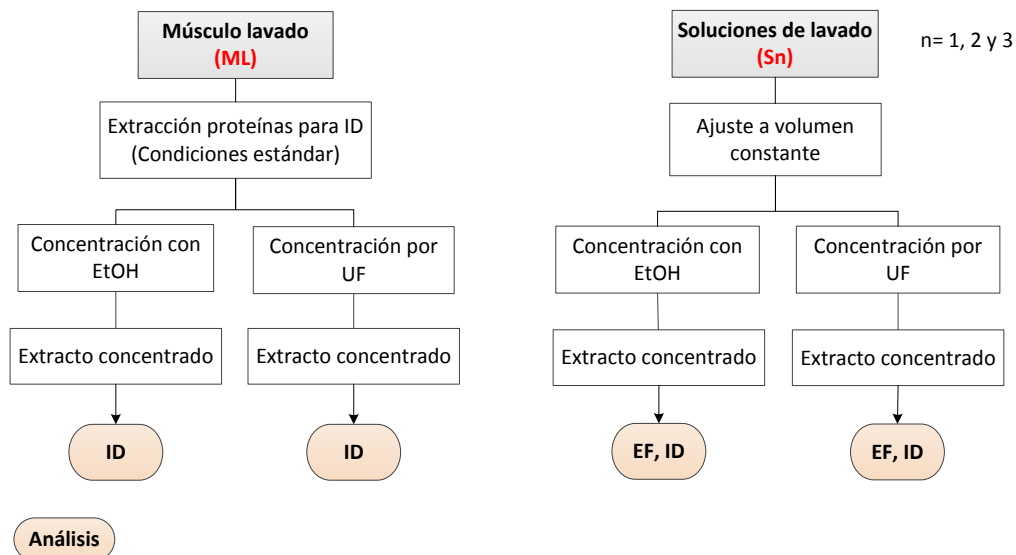 Músculo lavado
(ML)
Extracción proteínas para ID
(Condiciones estándar)
Concentración con
EtOH
Concentración por
UF
Extracto concentrado
Extracto concentrado
ID
ID
Análisis
Soluciones de lavado
(Sn)
n= 1, 2 y 3
Ajuste a volumen
constante
Concentración con
EtOH
Concentración por
UF
Extracto concentrado
Extracto concentrado
EF, ID
EF, ID